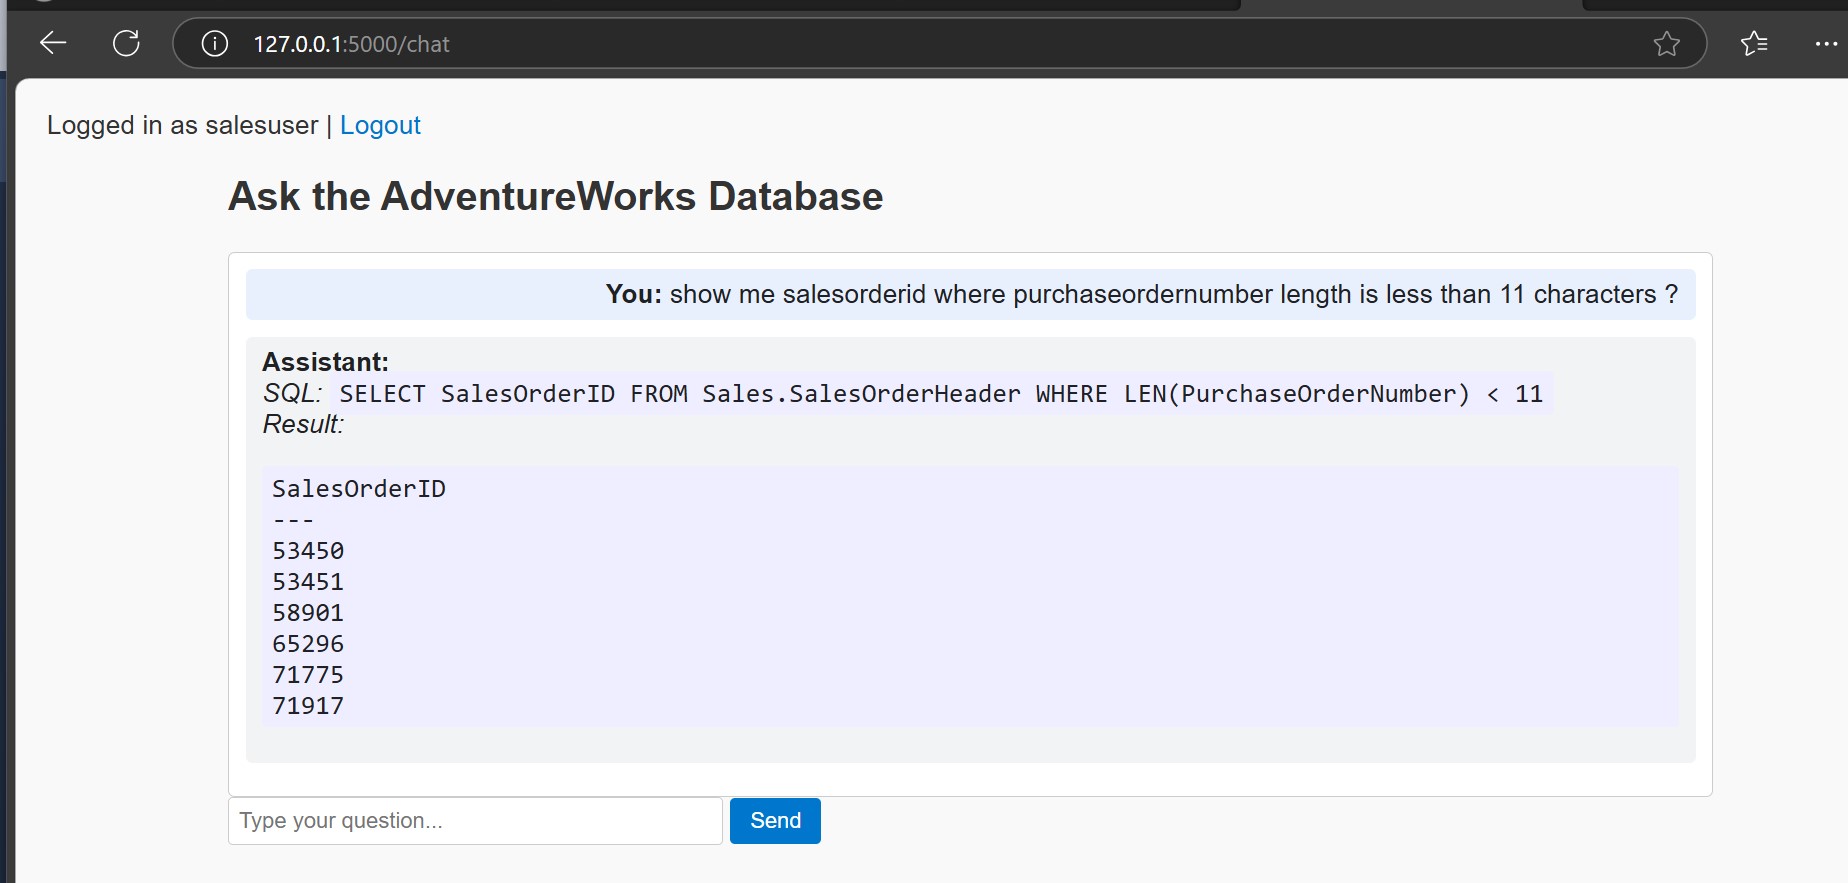 127.0.0.1:5000/chat
Logged in as salesuser | Logout
Ask the AdventureWorks Database
You: show me salesorderid where purchaseordernumber length is less than 11 characters ?
Assistant:
SQL: SELECT SalesOrderID FROM Sales.SalesOrderHeader WHERE LEN(PurchaseOrderNumber) < 11
Result:
SalesOrderID
---
53450
53451
58901
65296
71775
71917
Type your question...
Send